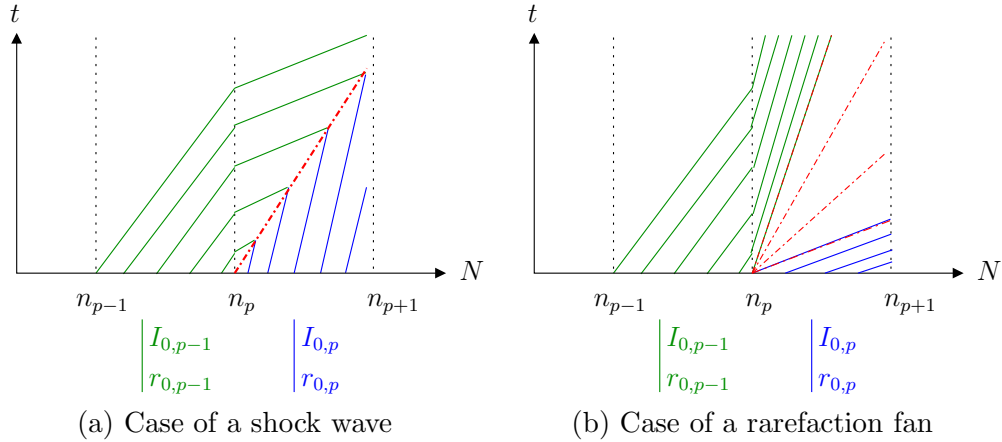 t
N
n_{p−1} n_p n_{p+1}
I_{0,p−1} I_{0,p}
r_{0,p−1} r_{0,p}
(a) Case of a shock wave
t
N
n_{p−1} n_p n_{p+1}
I_{0,p−1} I_{0,p}
r_{0,p−1} r_{0,p}
(b) Case of a rarefaction fan